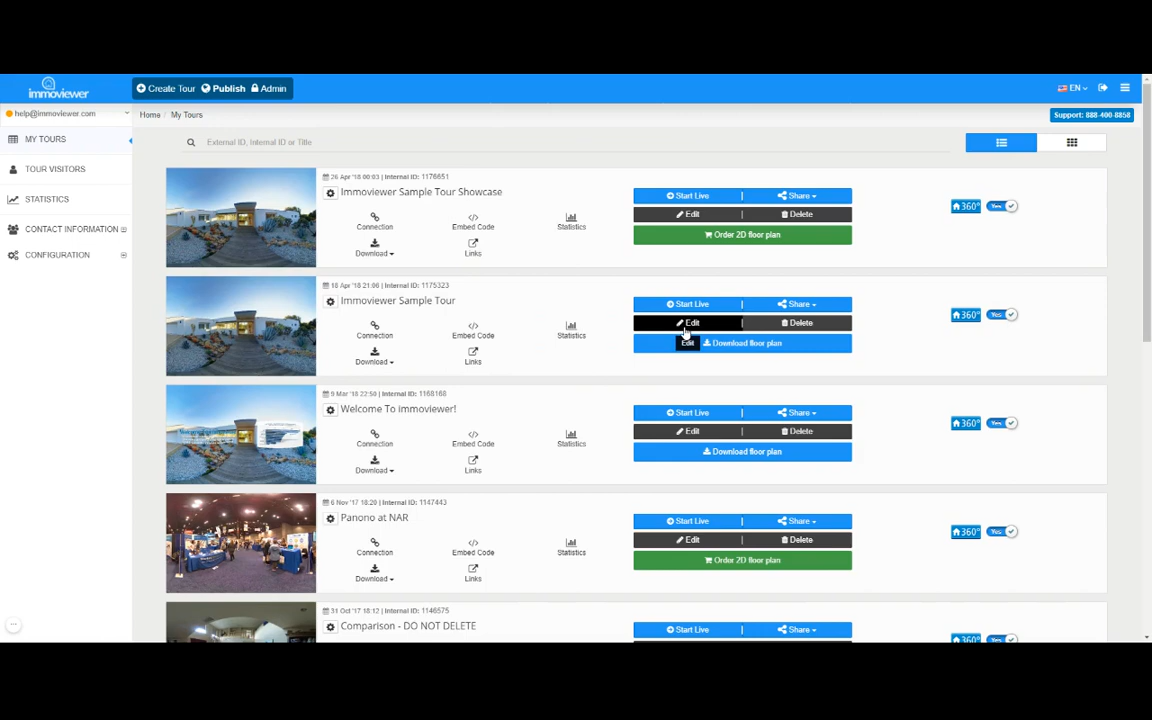 immoviewer
Create Tour Publish Admin
EN
help@immoviewer.com
Home / My Tours
Support: 888-400-8858
MY TOURS
External ID, Internal ID or Title
TOUR VISITORS
STATISTICS
CONTACT INFORMATION
CONFIGURATION
26 Apr '18 00:03 | Internal ID: 1176651
Immoviewer Sample Tour Showcase
Connection
Embed Code
Statistics
Download
Links
Start Live | Share
Edit | Delete
Order 2D floor plan
360°
Yes
18 Apr '18 21:00 | Internal ID: 1175323
Immoviewer Sample Tour
Connection
Embed Code
Statistics
Download
Links
Start Live | Share
Edit | Delete
Edit
Download floor plan
360°
Yes
9 Mar '18 22:50 | Internal ID: 1168168
Welcome To immoviewer!
Connection
Embed Code
Statistics
Download
Links
Start Live | Share
Edit | Delete
Download floor plan
360°
Yes
6 Nov '17 18:20 | Internal ID: 1147443
Panono at NAR
Connection
Embed Code
Statistics
Download
Links
Start Live | Share
Edit | Delete
Order 2D floor plan
360°
Yes
31 Oct '17 18:12 | Internal ID: 1146575
Comparison - DO NOT DELETE
Start Live | Share
360°
Yes